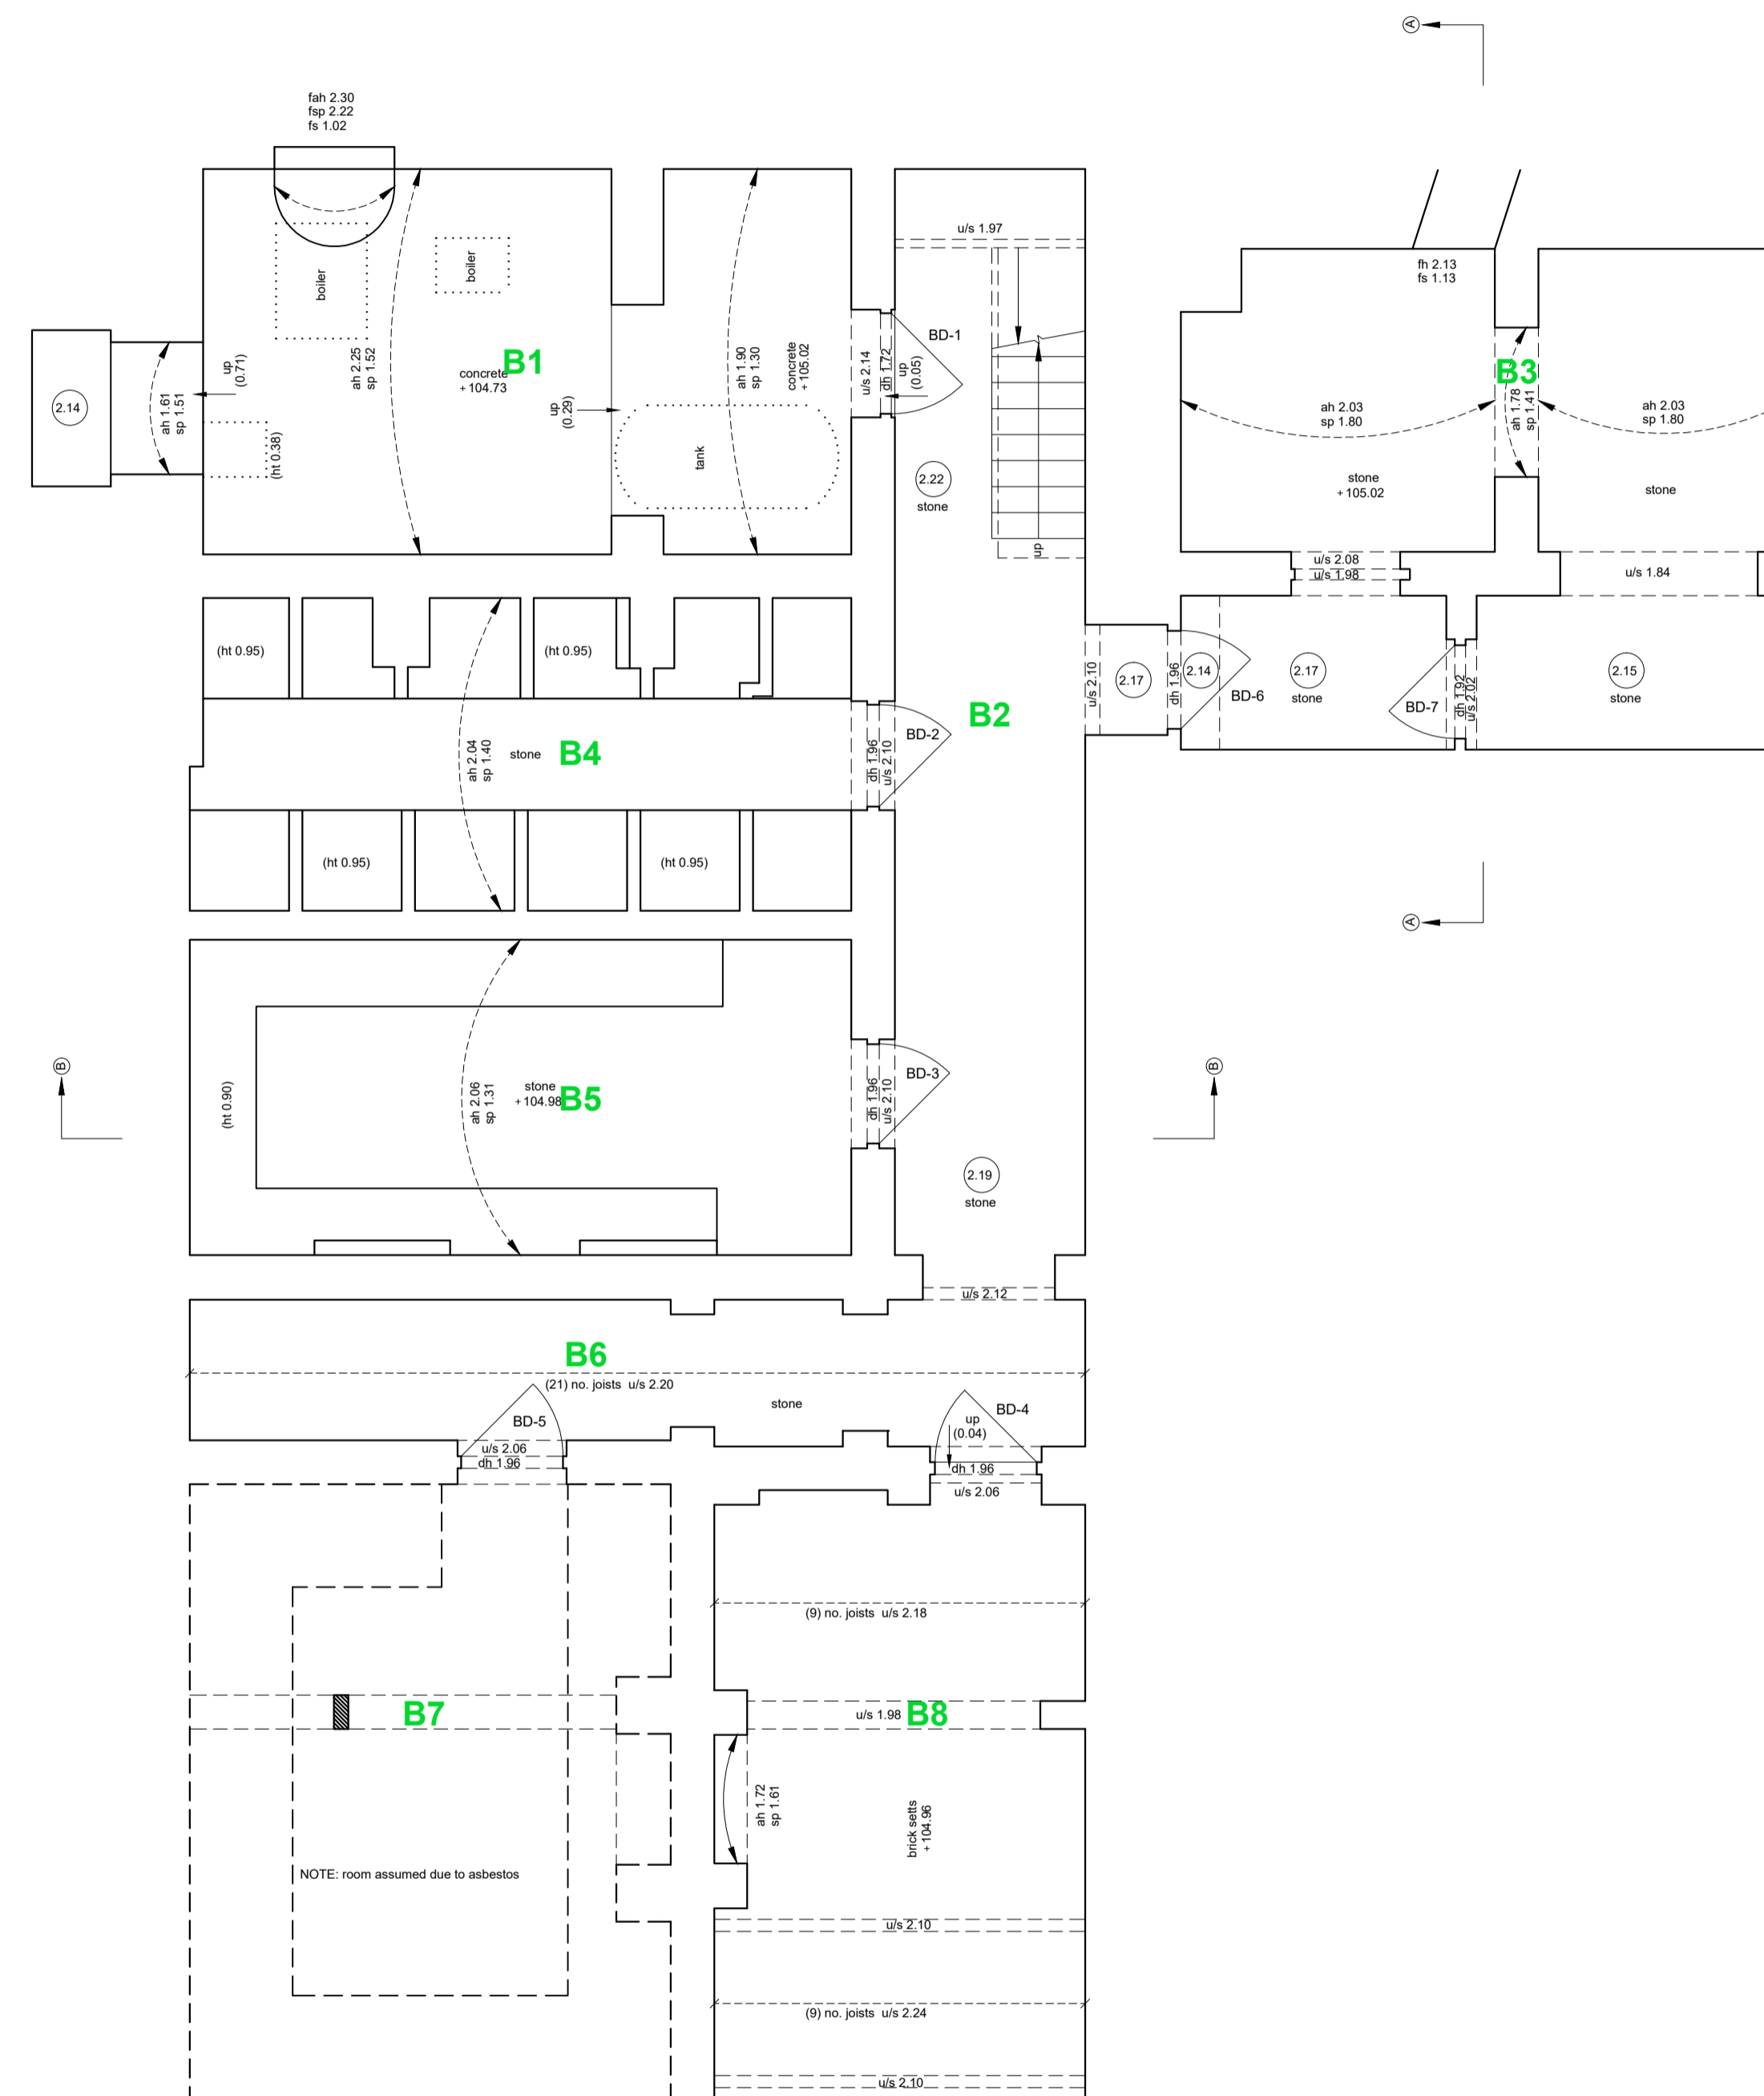 A
fah 2.30
fsp 2.22
fs 1.02
u/s 1.97
boiler
boiler
fh 2.13
fs 1.13
BD-1
up
(0.71)
ah 2.25
sp 1.52
concrete
+104.73
B1
ah 1.90
sp 1.30
concrete
+105.02
u/s 2.14
dh 1.72
up
(0.05)
B3
2.14
ah 1.61
sp 1.51
up
(0.29)
ah 2.03
sp 1.80
ah 1.78
sp 1.41
ah 2.03
sp 1.80
(ht 0.38)
tank
2.22
stone
stone
+105.02
stone
up
u/s 2.08
u/s 1.98
u/s 1.84
(ht 0.95)
(ht 0.95)
u/s 2.10
2.17
dh 1.96
2.14
2.17
stone
BD-6
BD-7
dh 1.92
u/s 2.02
2.15
stone
B2
ah 2.04
sp 1.40
stone
B4
dh 1.96
u/s 2.10
BD-2
(ht 0.95)
(ht 0.95)
A
B
(ht 0.90)
ah 2.06
sp 1.31
stone
+104.98
B5
dh 1.96
u/s 2.10
BD-3
B
2.19
stone
u/s 2.12
B6
(21) no. joists u/s 2.20
stone
BD-5
BD-4
up
(0.04)
u/s 2.06
dh 1.96
dh 1.96
u/s 2.06
(9) no. joists u/s 2.18
B7
u/s 1.98
B8
ah 1.72
sp 1.61
brick setts
+104.96
NOTE: room assumed due to asbestos
u/s 2.10
(9) no. joists u/s 2.24
u/s 2.10